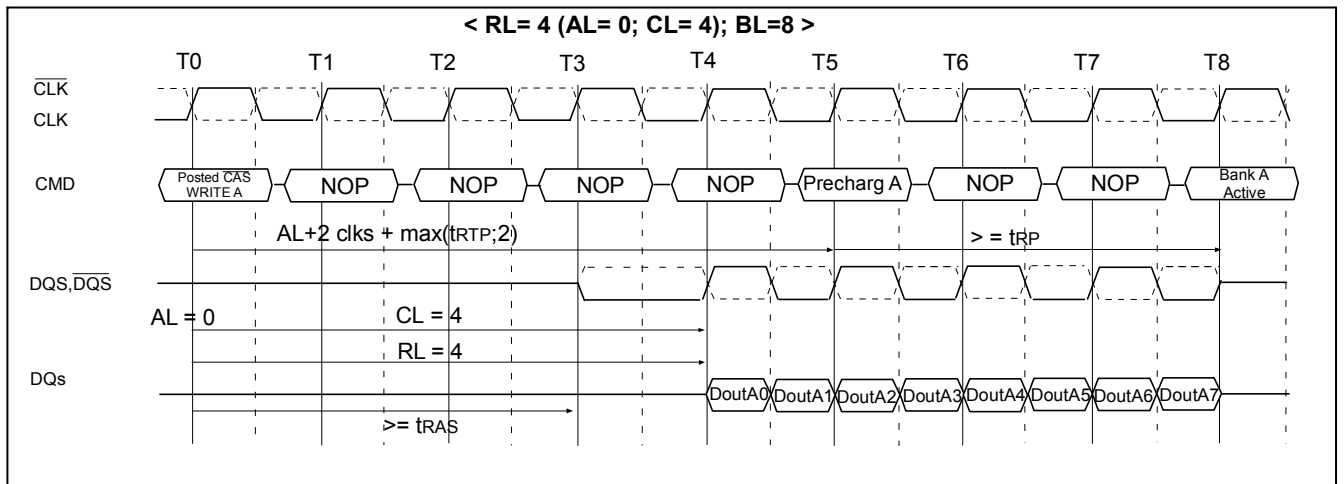 < RL= 4 (AL= 0; CL= 4); BL=8 >
T0 T1 T2 T3 T4 T5 T6 T7 T8
CLK
CLK
CMD
Posted CAS
WRITE A
NOP
NOP
NOP
NOP
Precharg A
NOP
NOP
Bank A
Active
AL+2 clks + max(tRTP;2)
> = tRP
DQS,DQS
AL = 0
CL = 4
RL = 4
DQs
DoutA0 DoutA1 DoutA2 DoutA3 DoutA4 DoutA5 DoutA6 DoutA7
>= tRAS